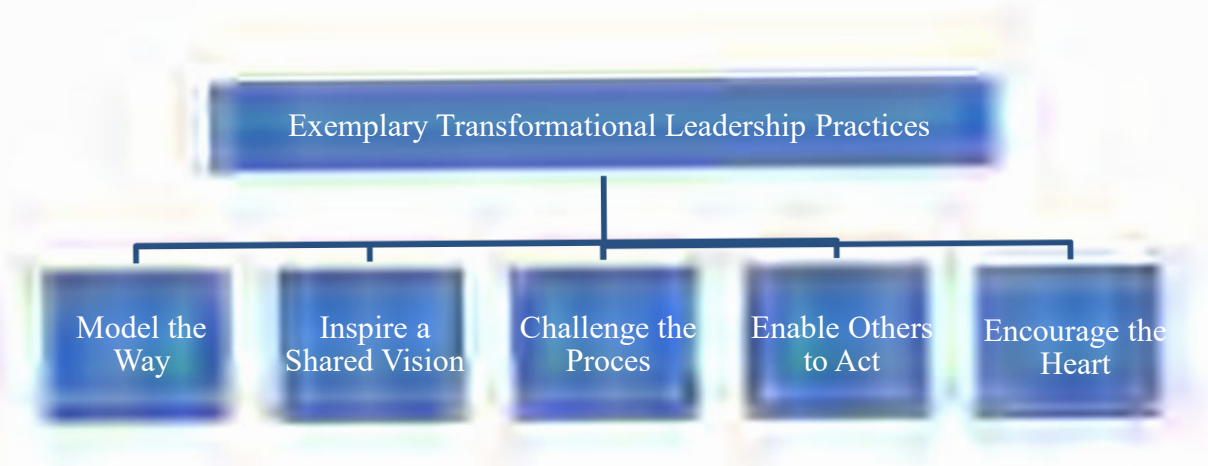 Exemplary Transformational Leadership Practices
Model the
Way
Inspire a
Shared Vision
Challenge the
Proces
Enable Others
to Act
Encourage the
Heart